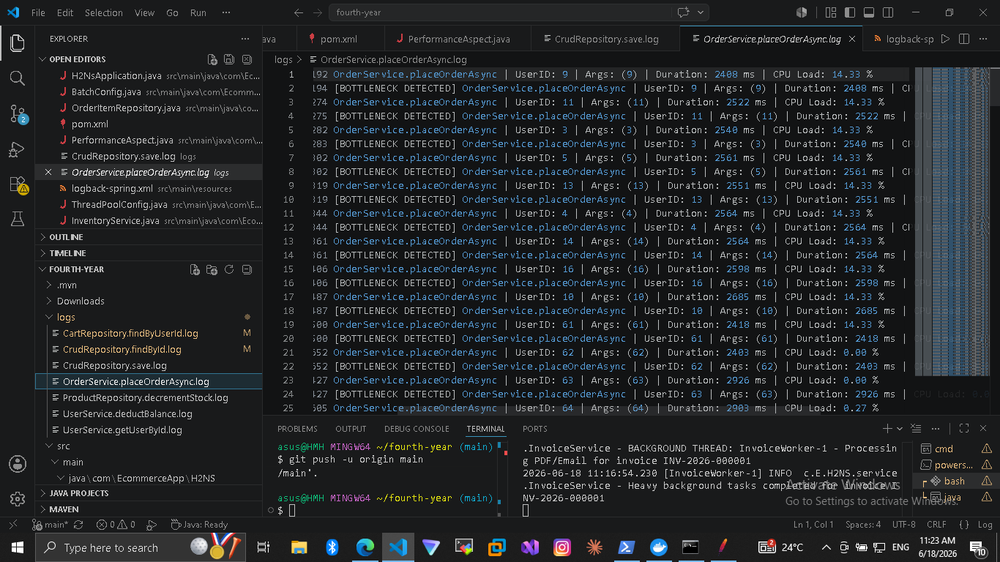 File Edit Selection View Go Run ···
fourth-year
EXPLORER
OPEN EDITORS
H2NsApplication.java src\main\java\com\Ec...
BatchConfig.java src\main\java\com\Ecomm...
OrderItemRepository.java src\main\java\co...
pom.xml
PerformanceAspect.java src\main\java\com\...
CrudRepository.save.log logs
OrderService.placeOrderAsync.log logs
logback-spring.xml src\main\resources
ThreadPoolConfig.java src\main\java\com\E...
InventoryService.java src\main\java\com\Eco...
OUTLINE
TIMELINE
FOURTH-YEAR
.mvn
Downloads
logs
CartRepository.findByUserId.log M
CrudRepository.findById.log M
CrudRepository.save.log
OrderService.placeOrderAsync.log
ProductRepository.decrementStock.log
UserService.deductBalance.log
UserService.getUserById.log
src
main
java\com\EcommerceApp\H2NS
JAVA PROJECTS
MAVEN
ava pom.xml PerformanceAspect.java CrudRepository.save.log OrderService.placeOrderAsync.log logback-sp
logs > OrderService.placeOrderAsync.log
1 192 OrderService.placeOrderAsync | UserID: 9 | Args: (9) | Duration: 2408 ms | CPU Load: 14.33 %
2 194 [BOTTLENECK DETECTED] OrderService.placeOrderAsync | UserID: 9 | Args: (9) | Duration: 2408 ms | CPU
3 274 OrderService.placeOrderAsync | UserID: 11 | Args: (11) | Duration: 2522 ms | CPU Load: 14.33 %
4 275 [BOTTLENECK DETECTED] OrderService.placeOrderAsync | UserID: 11 | Args: (11) | Duration: 2522 ms |
5 282 OrderService.placeOrderAsync | UserID: 3 | Args: (3) | Duration: 2540 ms | CPU Load: 14.33 %
6 283 [BOTTLENECK DETECTED] OrderService.placeOrderAsync | UserID: 3 | Args: (3) | Duration: 2540 ms | CPU
7 302 OrderService.placeOrderAsync | UserID: 5 | Args: (5) | Duration: 2561 ms | CPU Load: 14.33 %
8 302 [BOTTLENECK DETECTED] OrderService.placeOrderAsync | UserID: 5 | Args: (5) | Duration: 2561 ms | CPU
9 319 OrderService.placeOrderAsync | UserID: 13 | Args: (13) | Duration: 2551 ms | CPU Load: 14.33 %
10 319 [BOTTLENECK DETECTED] OrderService.placeOrderAsync | UserID: 13 | Args: (13) | Duration: 2551 ms |
11 344 OrderService.placeOrderAsync | UserID: 4 | Args: (4) | Duration: 2564 ms | CPU Load: 14.33 %
12 344 [BOTTLENECK DETECTED] OrderService.placeOrderAsync | UserID: 4 | Args: (4) | Duration: 2564 ms | CPU
13 361 OrderService.placeOrderAsync | UserID: 14 | Args: (14) | Duration: 2564 ms | CPU Load: 14.33 %
14 361 [BOTTLENECK DETECTED] OrderService.placeOrderAsync | UserID: 14 | Args: (14) | Duration: 2564 ms |
15 406 OrderService.placeOrderAsync | UserID: 16 | Args: (16) | Duration: 2598 ms | CPU Load: 14.33 %
16 406 [BOTTLENECK DETECTED] OrderService.placeOrderAsync | UserID: 16 | Args: (16) | Duration: 2598 ms |
17 487 OrderService.placeOrderAsync | UserID: 10 | Args: (10) | Duration: 2685 ms | CPU Load: 14.33 %
18 487 [BOTTLENECK DETECTED] OrderService.placeOrderAsync | UserID: 10 | Args: (10) | Duration: 2685 ms |
19 500 OrderService.placeOrderAsync | UserID: 61 | Args: (61) | Duration: 2418 ms | CPU Load: 14.33 %
20 500 [BOTTLENECK DETECTED] OrderService.placeOrderAsync | UserID: 61 | Args: (61) | Duration: 2418 ms |
21 652 OrderService.placeOrderAsync | UserID: 62 | Args: (62) | Duration: 2403 ms | CPU Load: 0.00 %
22 652 [BOTTLENECK DETECTED] OrderService.placeOrderAsync | UserID: 62 | Args: (62) | Duration: 2403 ms |
23 427 OrderService.placeOrderAsync | UserID: 63 | Args: (63) | Duration: 2926 ms | CPU Load: 0.00 %
24 427 [BOTTLENECK DETECTED] OrderService.placeOrderAsync | UserID: 63 | Args: (63) | Duration: 2926 ms | CPU Load: 0.0
25 605 OrderService.placeOrderAsync | UserID: 64 | Args: (64) | Duration: 2903 ms | CPU Load: 0.27 %
PROBLEMS OUTPUT DEBUG CONSOLE TERMINAL PORTS
asus@HMH MINGW64 ~/fourth-year (main)
$ git push -u origin main
/main'.
asus@HMH MINGW64 ~/fourth-year (main)
$
.InvoiceService - BACKGROUND THREAD: InvoiceWorker-1 - Processin
g PDF/Email for invoice INV-2026-000001
2026-06-18 11:16:54.230 [InvoiceWorker-1] INFO c.E.H2NS.service
.InvoiceService - Heavy background tasks completed for invoice I
NV-2026-000001
cmd
powers...
bash
java
Activate Windows
Go to Settings to activate Windows.
main* 0 0 Java: Ready
Ln 1, Col 1 Spaces: 4 UTF-8 CRLF {} Log
Type here to search
2 24°C ENG
11:23 AM
6/18/2026
10